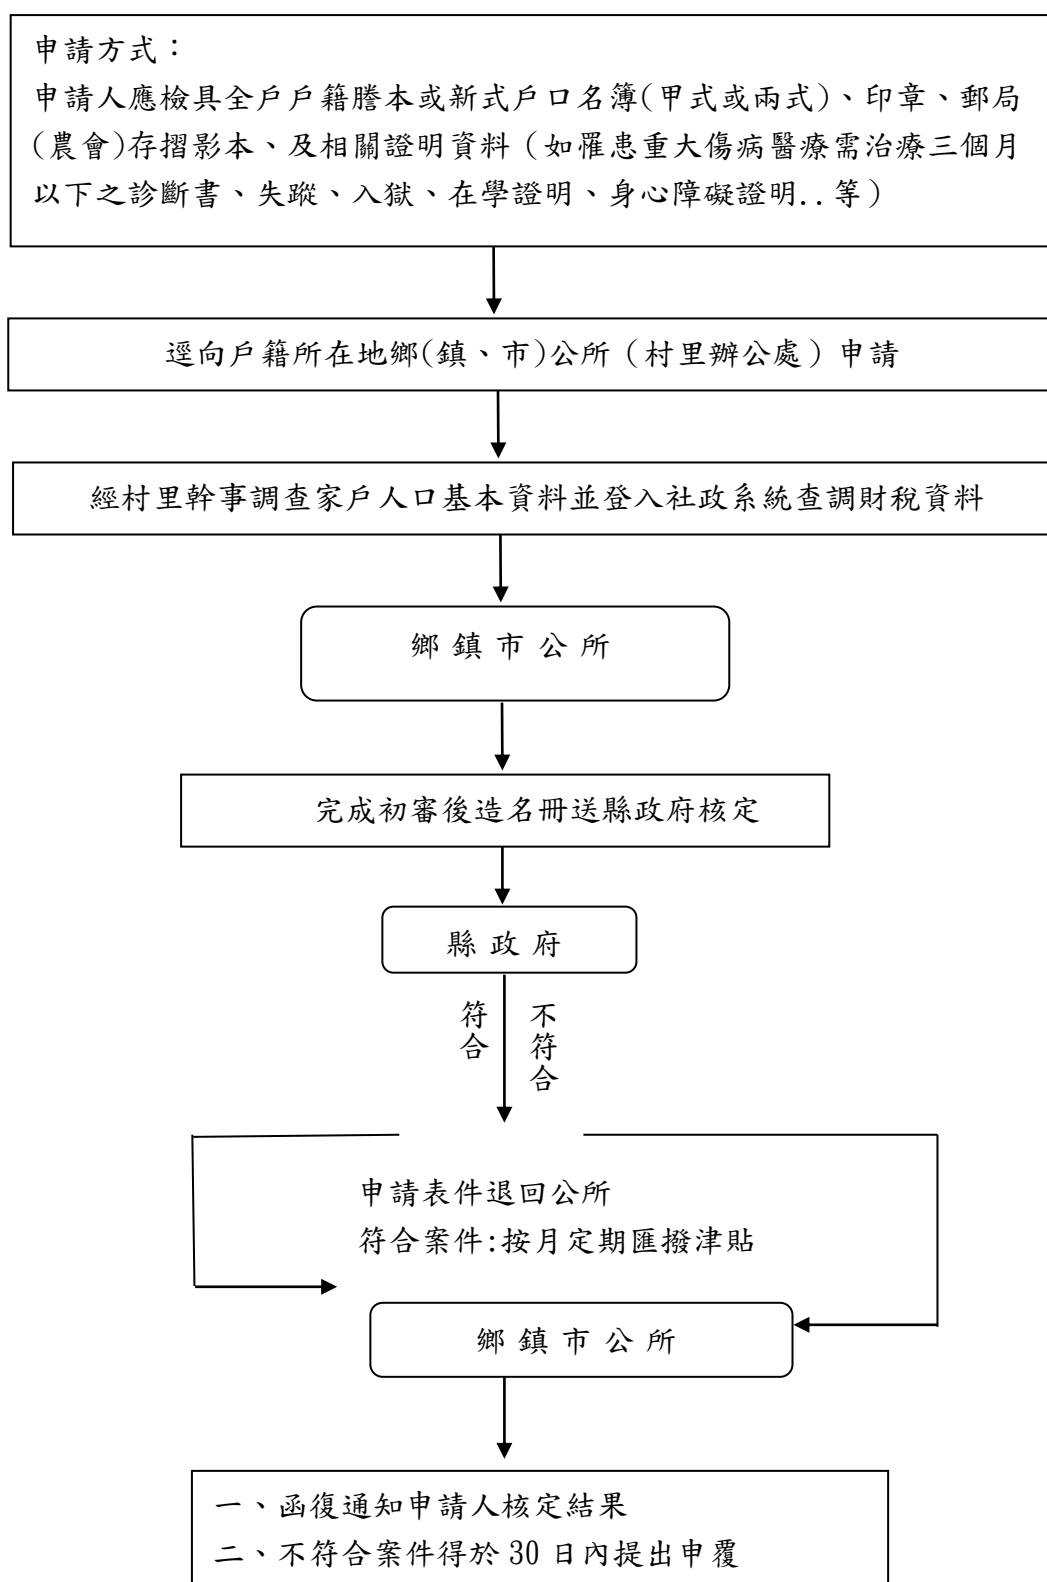 申請方式：
申請人應檢具全戶戶籍謄本或新式戶口名簿(甲式或兩式)、印章、郵局
(農會)存摺影本、及相關證明資料（如罹患重大傷病醫療需治療三個月
以下之診斷書、失蹤、入獄、在學證明、身心障礙證明..等）
逕向戶籍所在地鄉(鎮、市)公所（村里辦公處）申請
經村里幹事調查家戶人口基本資料並登入社政系統查調財稅資料
鄉鎮市公所
完成初審後造名冊送縣政府核定
縣政府
符合
不符合
申請表件退回公所
符合案件:按月定期匯撥津貼
鄉鎮市公所
一、函復通知申請人核定結果
二、不符合案件得於 30 日內提出申覆